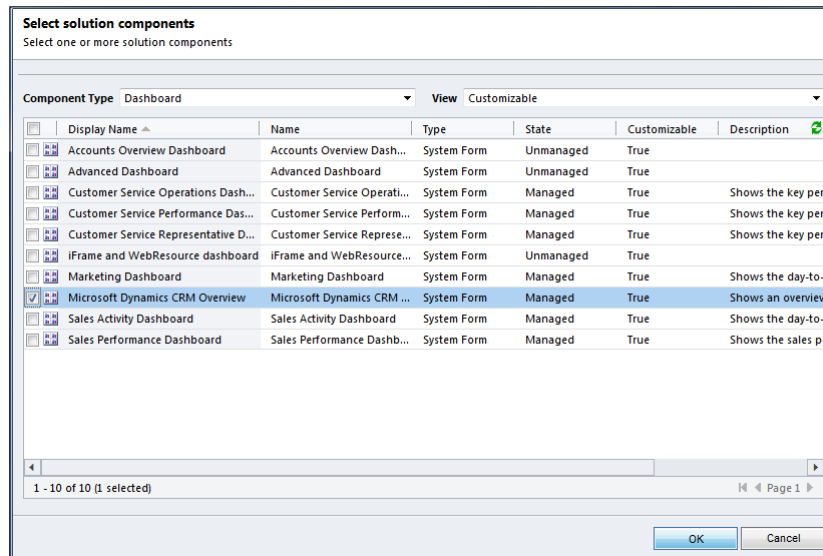 Select solution components
Select one or more solution components
Component Type Dashboard View Customizable
Display Name Name Type State Customizable Description
Accounts Overview Dashboard Accounts Overview Dash... System Form Unmanaged True
Advanced Dashboard Advanced Dashboard System Form Unmanaged True
Customer Service Operations Dash... Customer Service Operati... System Form Managed True Shows the key per
Customer Service Performance Das... Customer Service Perform... System Form Managed True Shows the key per
Customer Service Representative D... Customer Service Represe... System Form Managed True Shows the key per
iFrame and WebResource dashboard iFrame and WebResource... System Form Unmanaged True
Marketing Dashboard Marketing Dashboard System Form Managed True Shows the day-to-
Microsoft Dynamics CRM Overview Microsoft Dynamics CRM ... System Form Managed True Shows an overview
Sales Activity Dashboard Sales Activity Dashboard System Form Managed True Shows the day-to-
Sales Performance Dashboard Sales Performance Dashb... System Form Managed True Shows the sales p
1 - 10 of 10 (1 selected) Page 1
OK Cancel